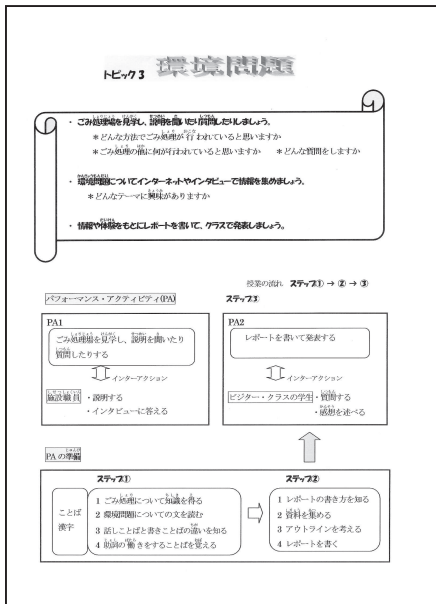 トピック3 環境問題
・ごみ処理場を見学し、説明を聞いたり質問したりしましょう。
＊どんな方法でごみ処理が行われていると思いますか
＊ごみ処理の他に何が行われていると思いますか ＊どんな質問をしますか
・環境問題についてインターネットやインタビューで情報を集めましょう。
＊どんなテーマに興味がありますか
・情報や体験をもとにレポートを書いて、クラスで発表しましょう。
授業の流れ ステップ① → ② → ③
パフォーマンス・アクティビティ(PA)
ステップ③
PA1
ごみ処理場を見学し、説明を聞いたり
質問したりする
インターアクション
施設職員 ・説明する
・インタビューに答える
PA2
レポートを書いて発表する
インターアクション
ビジター・クラスの学生 ・質問する
・感想を述べる
PAの準備
ステップ①
ことば
漢字
1 ごみ処理について知識を得る
2 環境問題についての文を読む
3 話しことばと書きことばの違いを知る
4 助詞の働きをすることばを覚える
ステップ②
1 レポートの書き方を知る
2 資料を集める
3 アウトラインを考える
4 レポートを書く